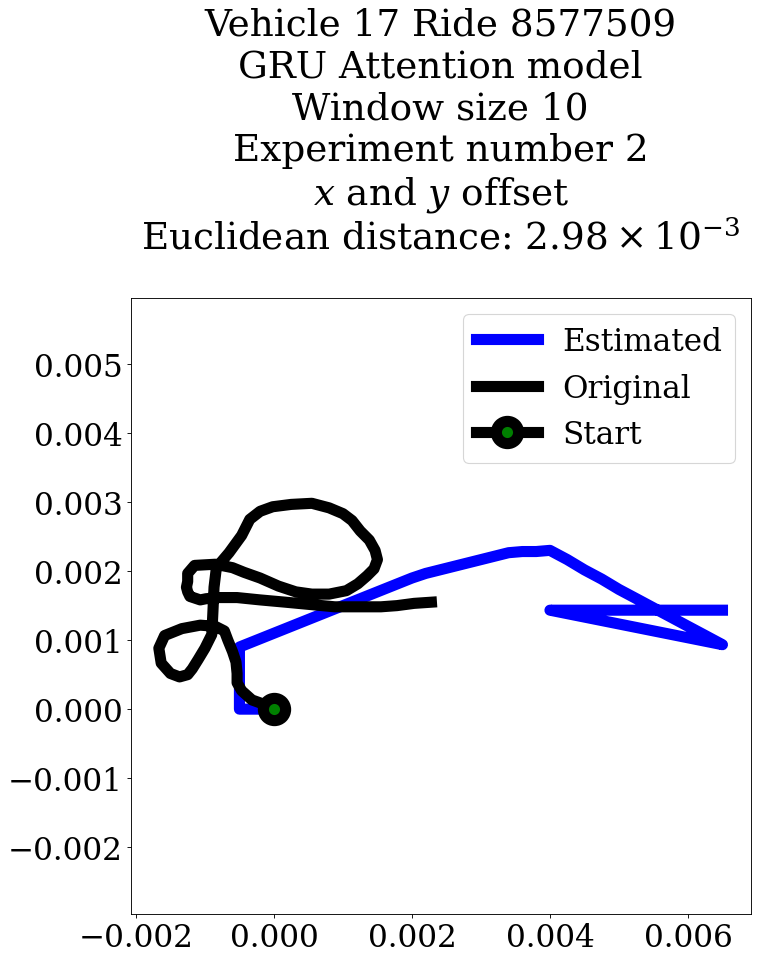 Vehicle 17 Ride 8577509
GRU Attention model
Window size 10
Experiment number 2
x and y offset
Euclidean distance: 2.98 × 10⁻³
Estimated
Original
Start
0.005
0.004
0.003
0.002
0.001
0.000
−0.001
−0.002
−0.002 0.000 0.002 0.004 0.006